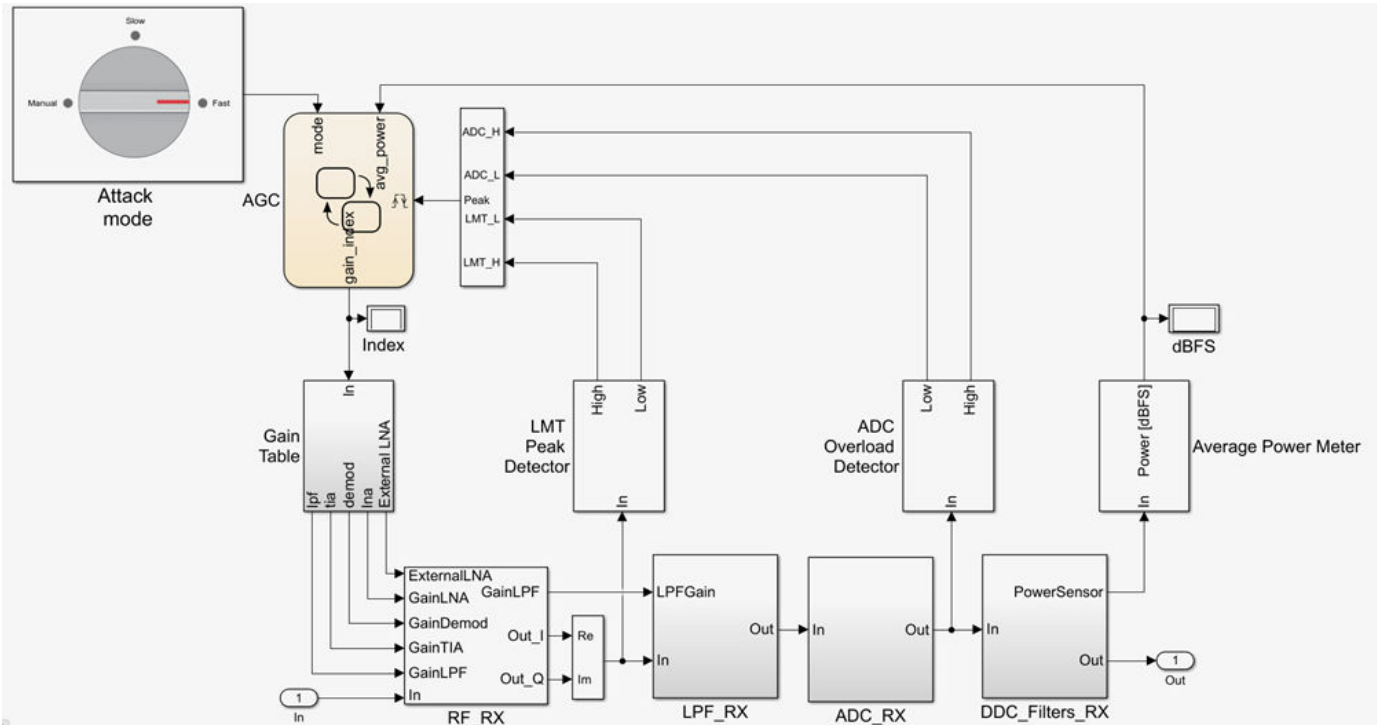 Slow
Manual
Fast
Attack
mode
AGC
mode
avg_power
gain_index
ADC_H
ADC_L
Peak
LMT_L
LMT_H
Index
dBFS
Gain
Table
In
lpf
tia
demod
lna
External LNA
LMT
Peak
Detector
High
Low
In
ADC
Overload
Detector
Low
High
In
Power [dBFS]
In
Average Power Meter
ExternalLNA
GainLNA
GainDemod
GainTIA
GainLPF
In
GainLPF
Out_I
Out_Q
RF_RX
1
In
Re
Im
LPFGain
In
Out
LPF_RX
In
Out
ADC_RX
In
PowerSensor
Out
DDC_Filters_RX
1
Out